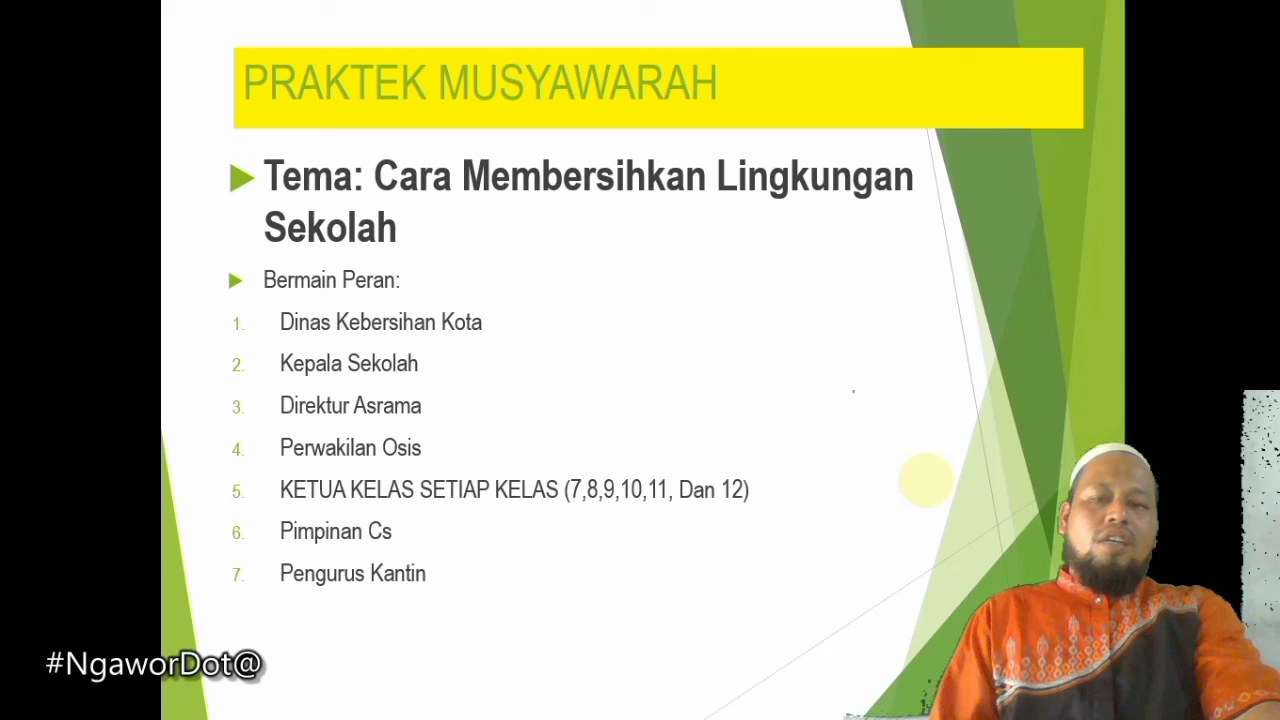 PRAKTEK MUSYAWARAH
Tema: Cara Membersihkan Lingkungan
Sekolah
Bermain Peran:
1. Dinas Kebersihan Kota
2. Kepala Sekolah
3. Direktur Asrama
4. Perwakilan Osis
5. KETUA KELAS SETIAP KELAS (7,8,9,10,11, Dan 12)
6. Pimpinan Cs
7. Pengurus Kantin
#NgaworDot@